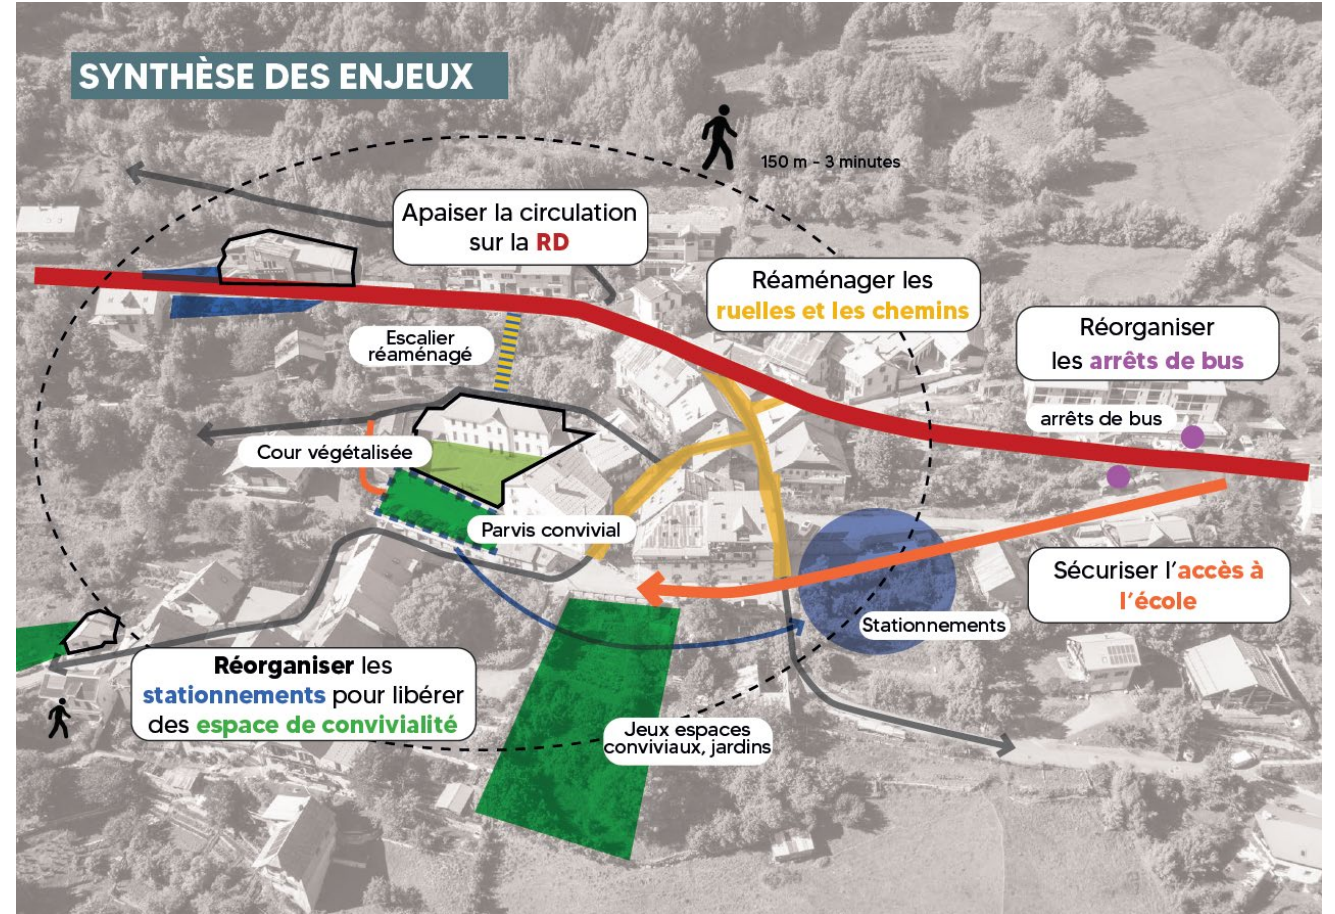 SYNTHÈSE DES ENJEUX
150 m - 3 minutes
Apaiser la circulation
sur la RD
Réaménager les
ruelles et les chemins
Réorganiser
les arrêts de bus
Escalier
réaménagé
arrêts de bus
Cour végétalisée
Parvis convivial
Sécuriser l'accès à
l'école
Stationnements
Réorganiser les
stationnements pour libérer
des espace de convivialité
Jeux espaces
conviviaux, jardins